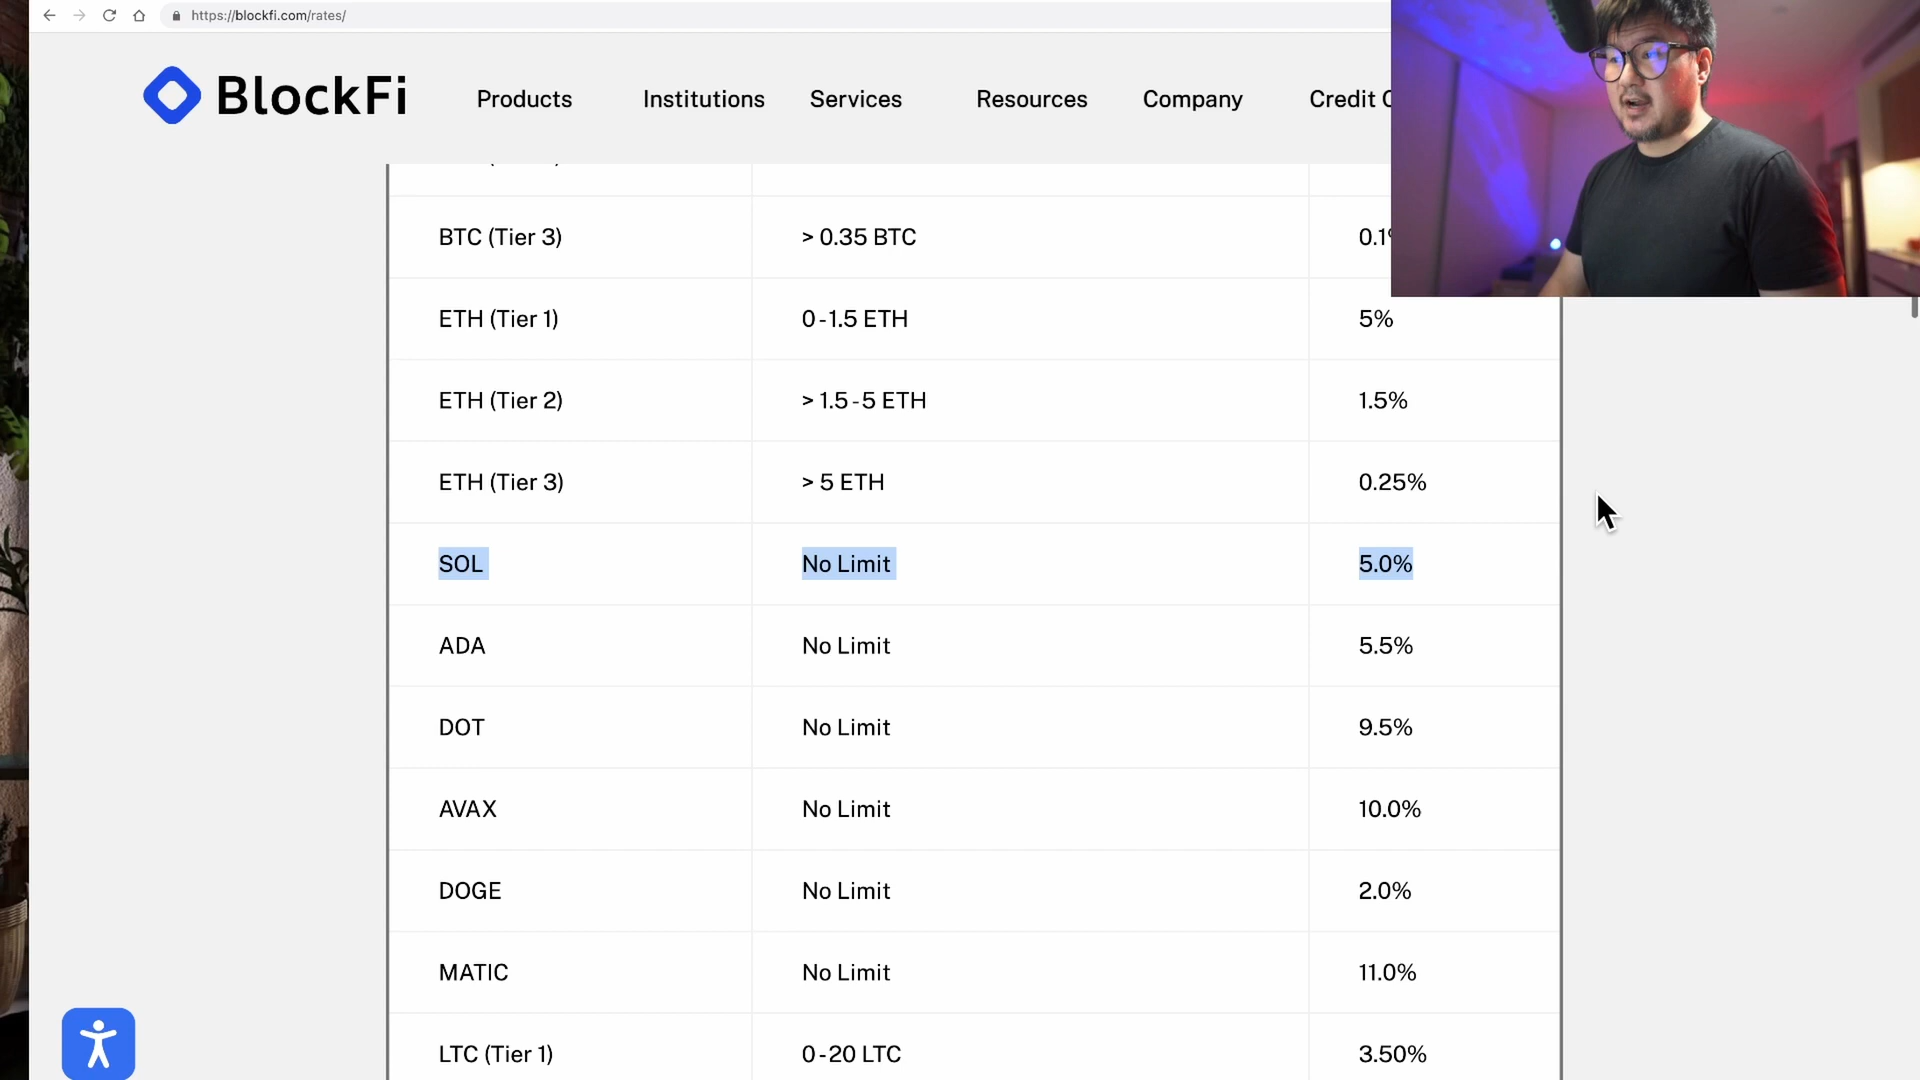 https://blockfi.com/rates/
BlockFi
Products Institutions Services Resources Company Credit
BTC (Tier 3) > 0.35 BTC 0.1
ETH (Tier 1) 0-1.5 ETH 5%
ETH (Tier 2) > 1.5-5 ETH 1.5%
ETH (Tier 3) > 5 ETH 0.25%
SOL No Limit 5.0%
ADA No Limit 5.5%
DOT No Limit 9.5%
AVAX No Limit 10.0%
DOGE No Limit 2.0%
MATIC No Limit 11.0%
LTC (Tier 1) 0-20 LTC 3.50%